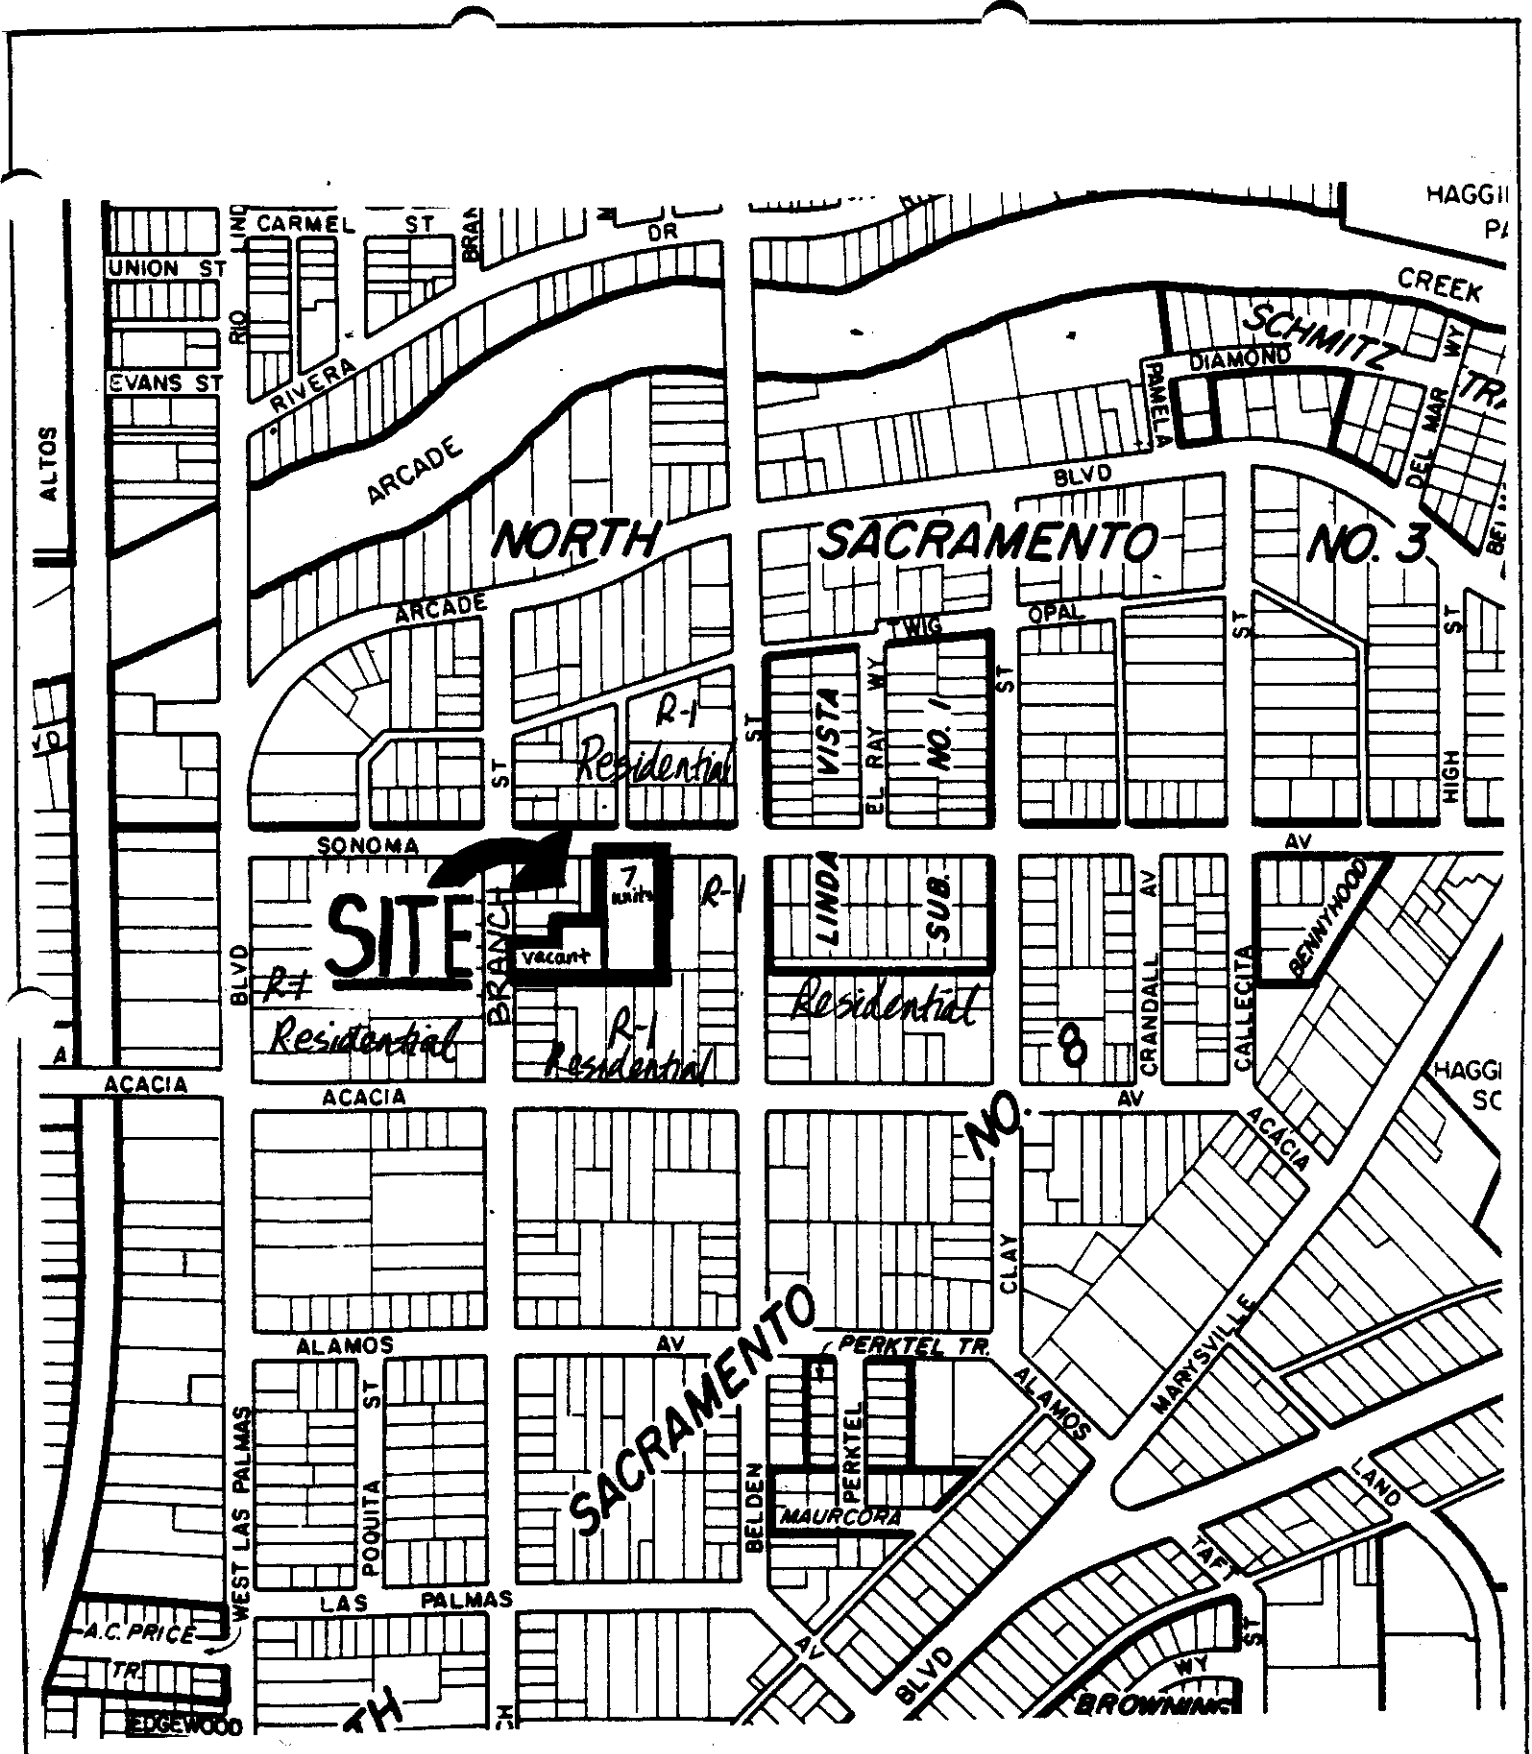 HAGGI
CARMEL ST
RIO LIND
BRAN
DR
UNION ST
CREEK
SCHMITZ
WY
EVANS ST
RIVERA
DIAMOND
PAMELA
TRA
DEL MAR
ALTOS
ARCADE
BLVD
NORTH SACRAMENTO NO. 3
ARCADE
TWIG
OPAL
ST
ST
ST
WY
R-1
Residential
ST
ST
VISTA
EL RAY
NO. 1
HIGH
SONOMA
AV
SITE
BRANCH
7 units
vacant
R-1
LINDA
SUB.
AV
BENNYHOOD
BLVD
R-1
Residential
R-1
Residential
Residential
8
CRANDALL
CALLECITA
A
ACACIA
ACACIA
AV
HAGGI
SC
NO.
ACACIA
CLAY
ALAMOS
AV
SACRAMENTO
PERKTEL TR.
MARYSVILLE
ALAMOS
ST
WEST LAS PALMAS
POQUITA
BELDEN
PERKTEL
MAURCORA
LAND
TAFT
LAS PALMAS
AV
A.C. PRICE
TR.
BLVD
ST
WY
BROWNING
EDGEWOOD
TH
CH